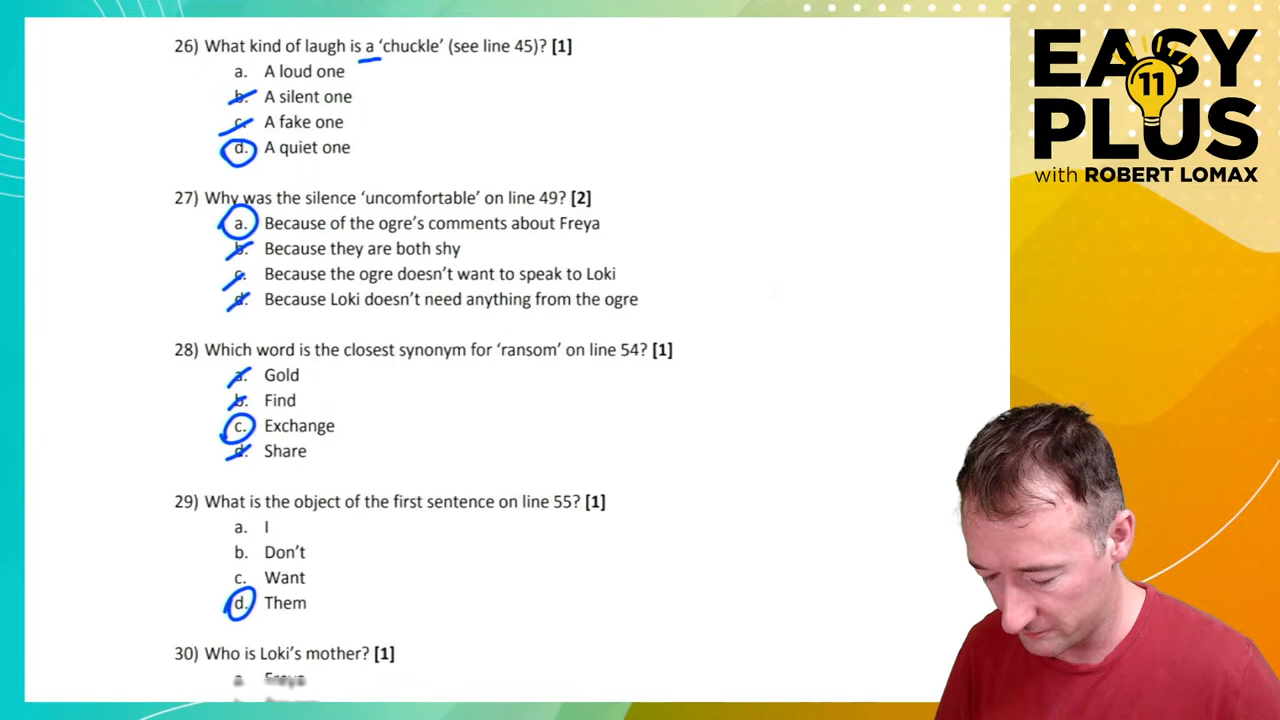 26) What kind of laugh is a ‘chuckle’ (see line 45)? [1]
a. A loud one
b. A silent one
c. A fake one
d. A quiet one
27) Why was the silence ‘uncomfortable’ on line 49? [2]
a. Because of the ogre’s comments about Freya
b. Because they are both shy
c. Because the ogre doesn’t want to speak to Loki
d. Because Loki doesn’t need anything from the ogre
28) Which word is the closest synonym for ‘ransom’ on line 54? [1]
a. Gold
b. Find
c. Exchange
d. Share
29) What is the object of the first sentence on line 55? [1]
a. I
b. Don’t
c. Want
d. Them
30) Who is Loki’s mother? [1]
a. Freya
EASY
11
PLUS
with ROBERT LOMAX